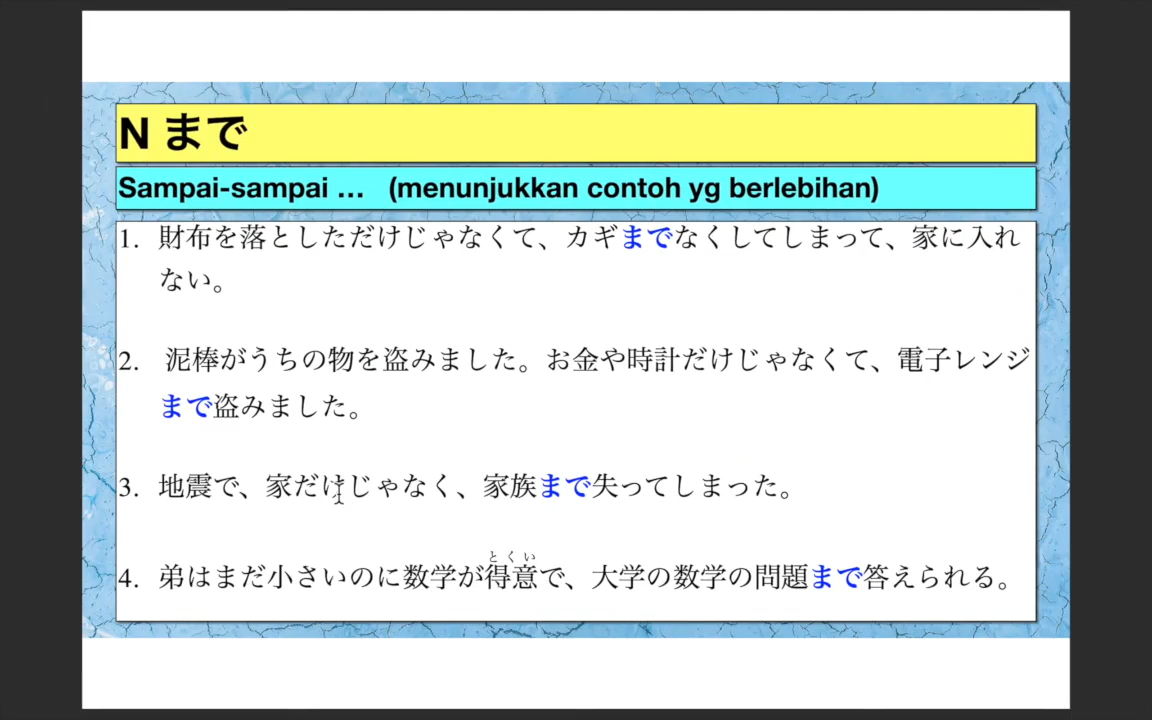 N まで
Sampai-sampai … (menunjukkan contoh yg berlebihan)
1. 財布を落としただけじゃなくて、カギまでなくしてしまって、家に入れ
ない。
2. 泥棒がうちの物を盗みました。お金や時計だけじゃなくて、電子レンジ
まで盗みました。
3. 地震で、家だけじゃなく、家族まで失ってしまった。
とくい
4. 弟はまだ小さいのに数学が得意で、大学の数学の問題まで答えられる。